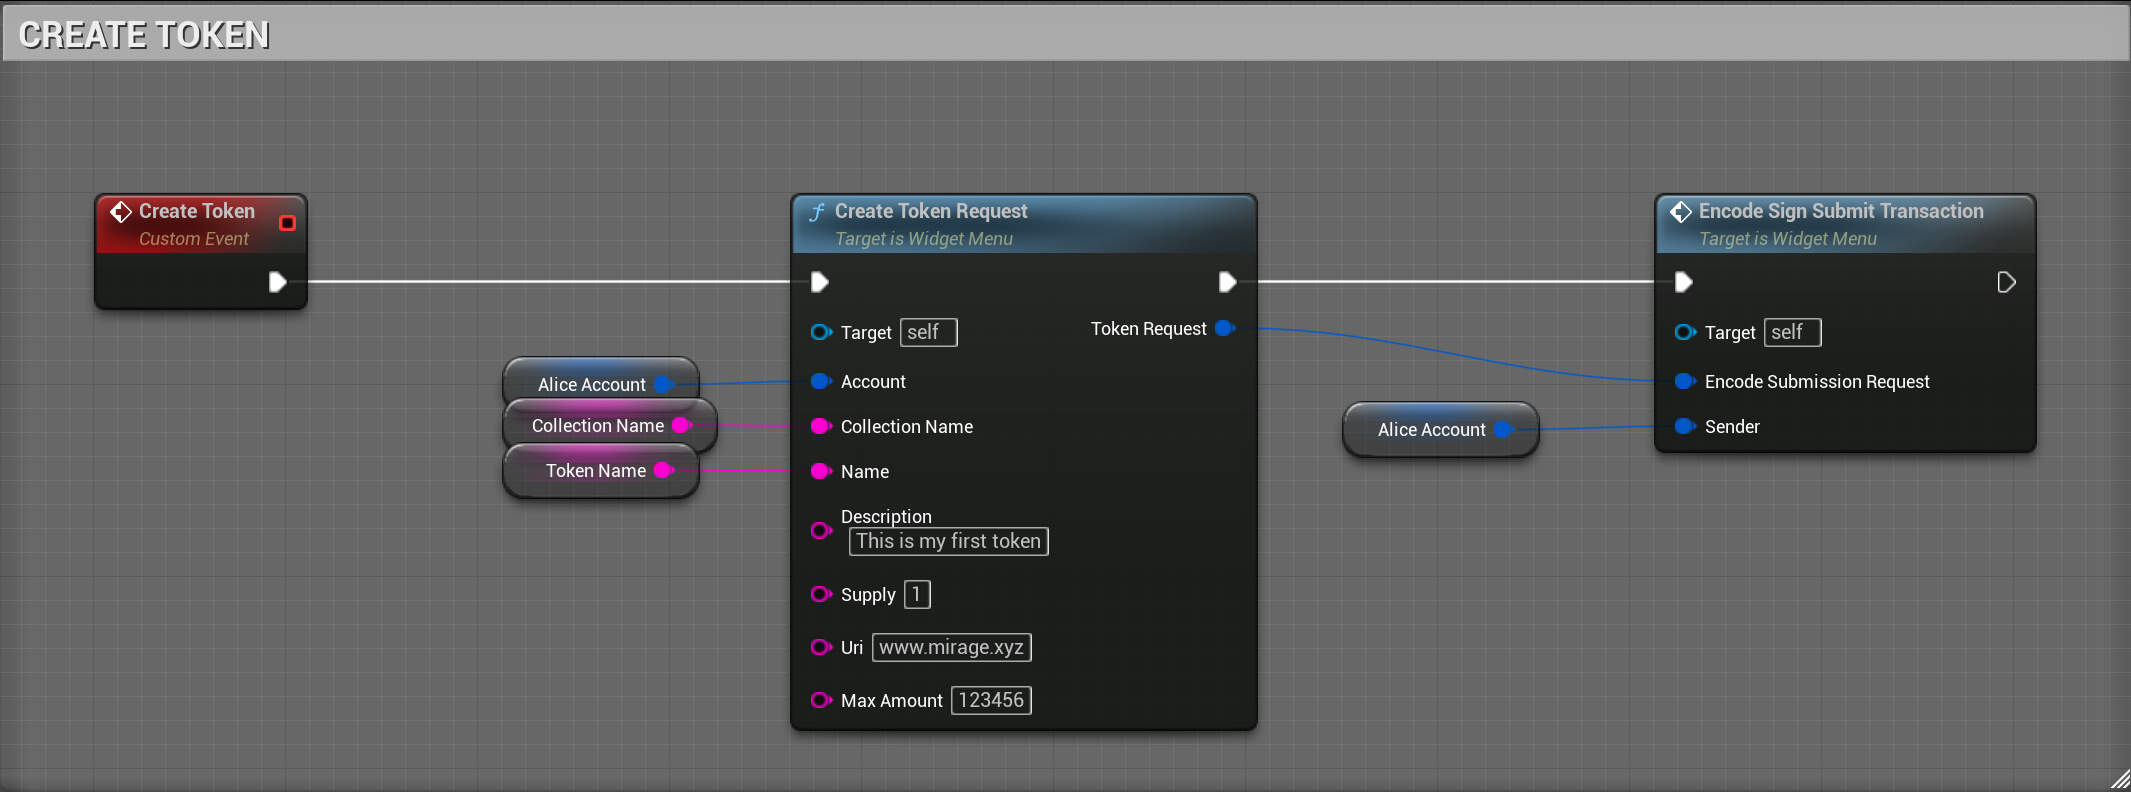 CREATE TOKEN
Create Token
Custom Event
Alice Account
Collection Name
Token Name
Create Token Request
Target is Widget Menu
Target self
Token Request
Account
Collection Name
Name
Description
This is my first token
Supply 1
Uri www.mirage.xyz
Max Amount 123456
Alice Account
Encode Sign Submit Transaction
Target is Widget Menu
Target self
Encode Submission Request
Sender